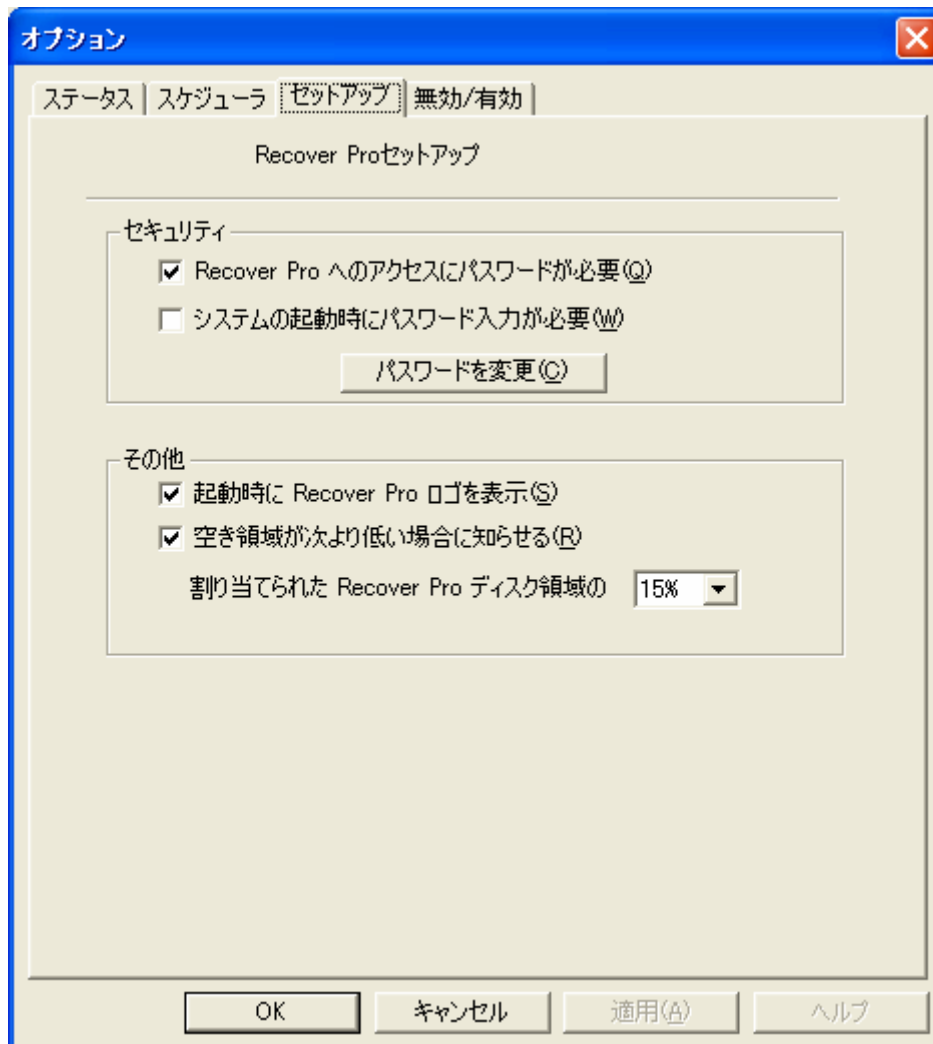 オプション
ステータス スケジューラ セットアップ 無効/有効
Recover Proセットアップ
セキュリティ
Recover Pro へのアクセスにパスワードが必要(Q)
システムの起動時にパスワード入力が必要(W)
パスワードを変更(C)
その他
起動時に Recover Pro ロゴを表示(S)
空き領域が次より低い場合に知らせる(R)
割り当てられた Recover Pro ディスク領域の 15%
OK キャンセル 適用(A) ヘルプ